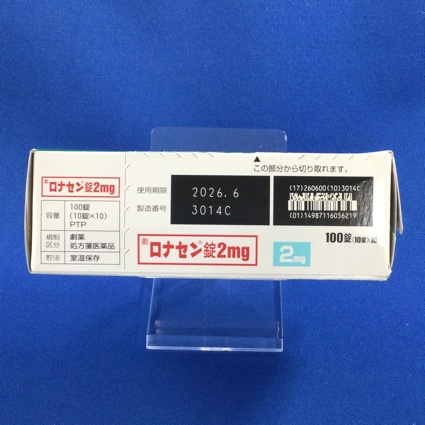 ▲
この部分から切り取れます。
劇 ロナセン®錠2mg
容量 100錠
(10錠×10)
PTP
規制
区分 劇薬
処方箋医薬品
貯法 室温保存
使用期限 2026.6
製造番号 3014C
(17)260600(10)3014C
(01)14987116056219
劇 ロナセン®錠2mg
2mg
100錠(10錠×10)